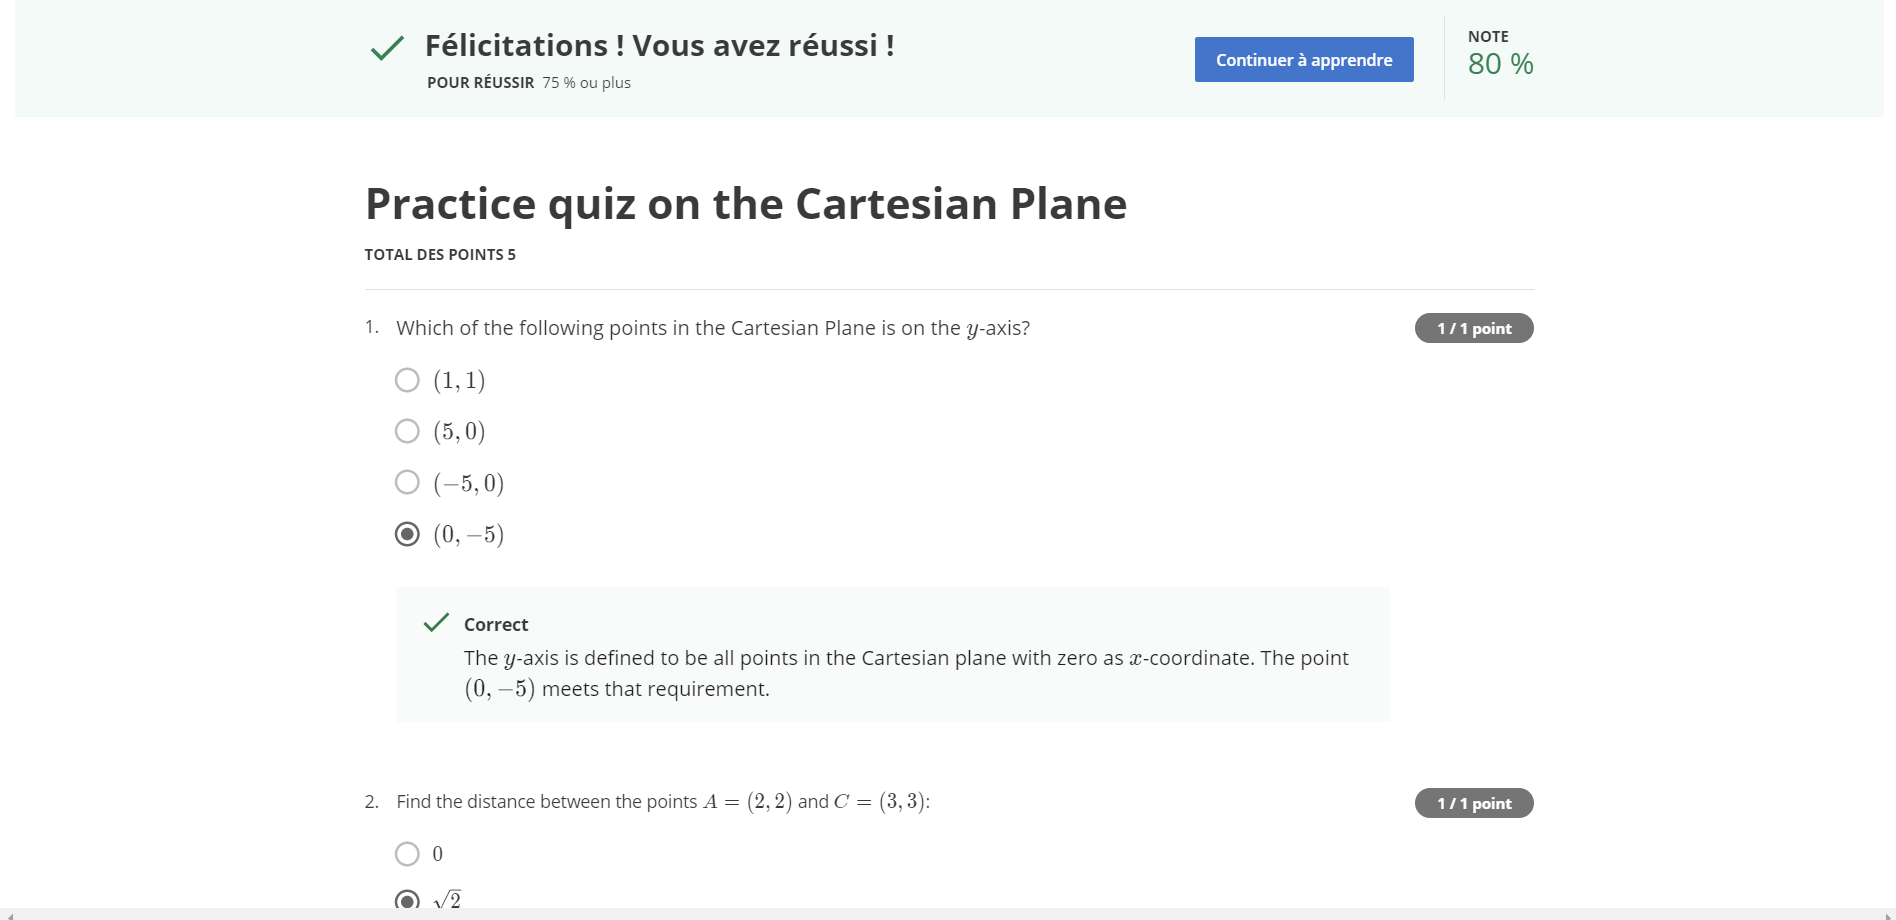 Félicitations ! Vous avez réussi !
POUR RÉUSSIR 75 % ou plus
Continuer à apprendre
NOTE
80 %
Practice quiz on the Cartesian Plane
TOTAL DES POINTS 5
1. Which of the following points in the Cartesian Plane is on the y-axis?
1 / 1 point
(1, 1)
(5, 0)
(−5, 0)
(0, −5)
Correct
The y-axis is defined to be all points in the Cartesian plane with zero as x-coordinate. The point
(0, −5) meets that requirement.
2. Find the distance between the points A = (2, 2) and C = (3, 3):
1 / 1 point
0
√2